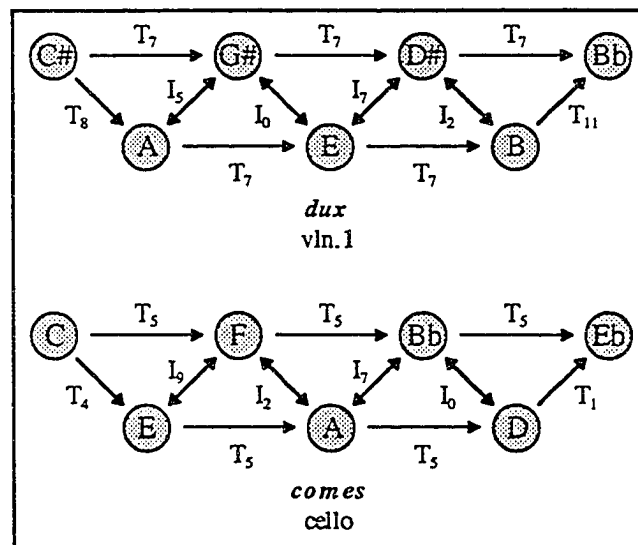 T₇ T₇ T₇
C# G# D# Bb
T₈ I₅ I₀ I₇ I₂ T₁₁
A E B
T₇ T₇
dux
vln.1
T₅ T₅ T₅
C F Bb Eb
T₄ I₉ I₂ I₇ I₀ T₁
E A D
T₅ T₅
comes
cello